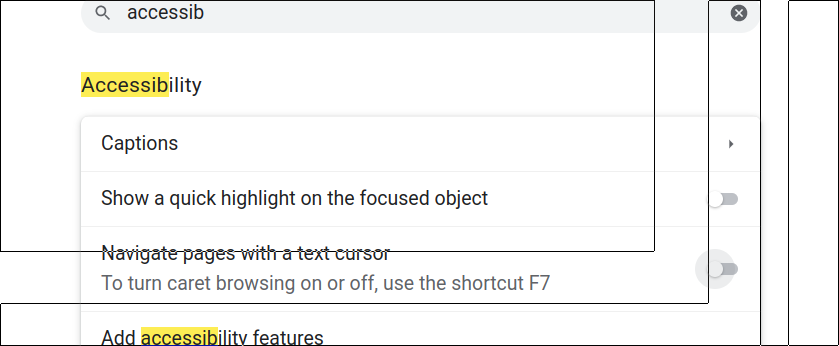 accessib
Accessibility
Captions
Show a quick highlight on the focused object
Navigate pages with a text cursor
To turn caret browsing on or off, use the shortcut F7
Add accessibility features